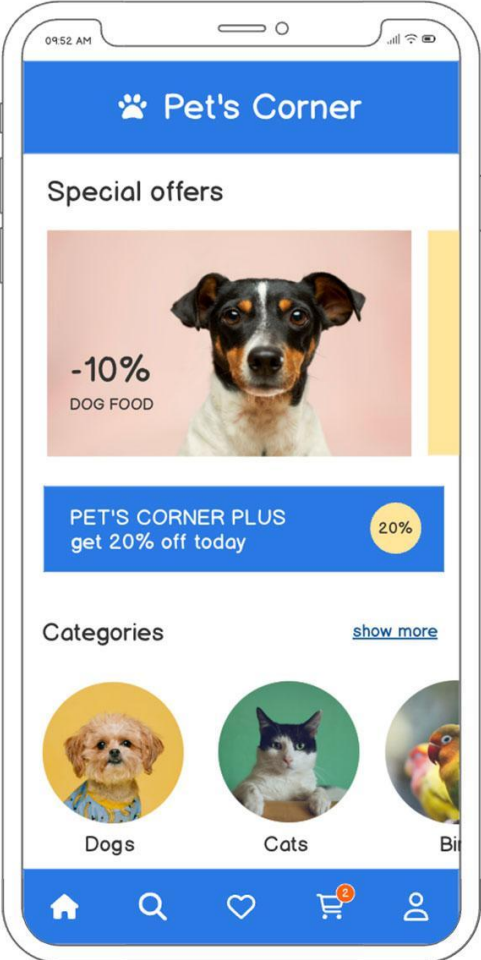 09:52 AM
Pet's Corner
Special offers
-10%
DOG FOOD
PET'S CORNER PLUS
get 20% off today
20%
Categories
show more
Dogs
Cats
Bir
2